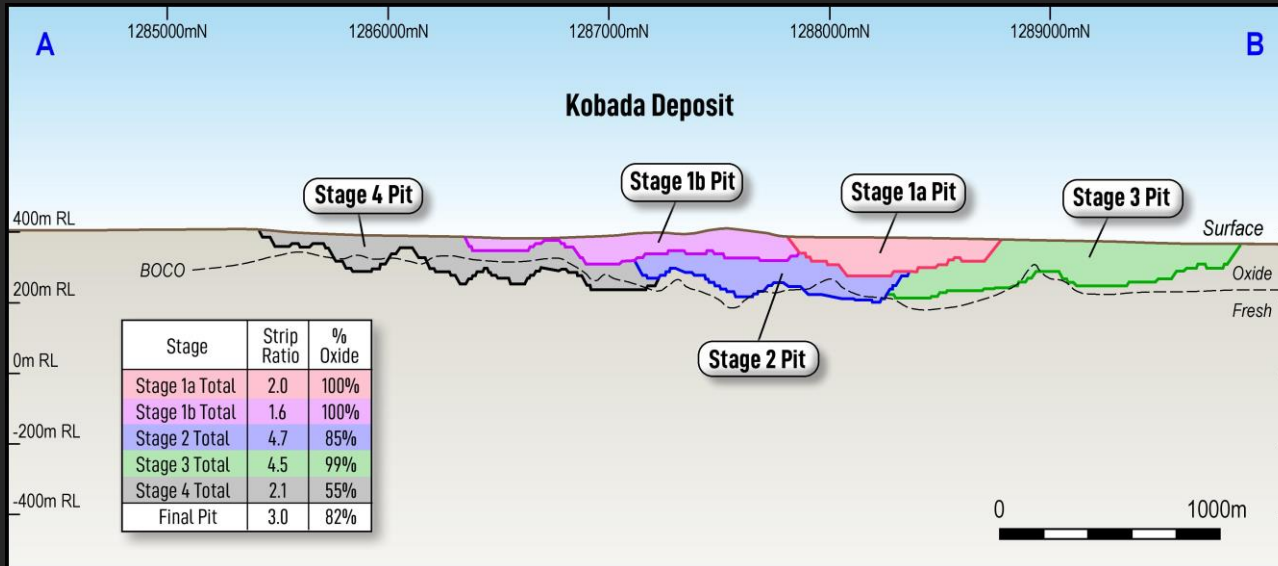 1285000mN 1286000mN 1287000mN 1288000mN 1289000mN
A B
Kobada Deposit
Stage 4 Pit Stage 1b Pit Stage 1a Pit Stage 3 Pit
400m RL Surface
BOCO Oxide
200m RL Fresh
Stage 2 Pit
0m RL
-200m RL
-400m RL
Stage Strip Ratio % Oxide
Stage 1a Total 2.0 100%
Stage 1b Total 1.6 100%
Stage 2 Total 4.7 85%
Stage 3 Total 4.5 99%
Stage 4 Total 2.1 55%
Final Pit 3.0 82%
0 1000m